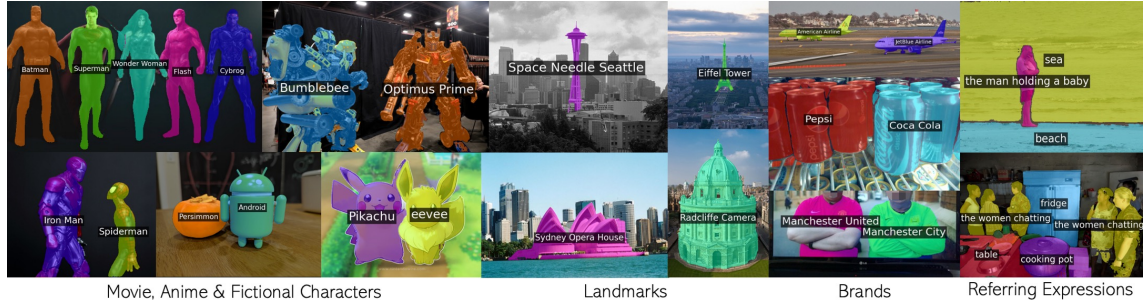 Batman
Superman
Wonder Woman
Flash
Cybrog
Bumblebee
Optimus Prime
Space Needle Seattle
Eiffel Tower
American Airline
JetBlue Airline
Pepsi
Coca Cola
sea
the man holding a baby
beach
Iron Man
Spiderman
Persimmon
Android
Pikachu
eevee
Sydney Opera House
Radcliffe Camera
Manchester United
Manchester City
the women chatting
fridge
the women chatting
table
cooking pot
Movie, Anime & Fictional Characters
Landmarks
Brands
Referring Expressions